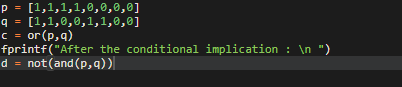 p = [1,1,1,1,0,0,0,0]
q = [1,1,0,0,1,1,0,0]
c = or(p,q)
fprintf("After the conditional implication : \n ")
d = not(and(p,q))